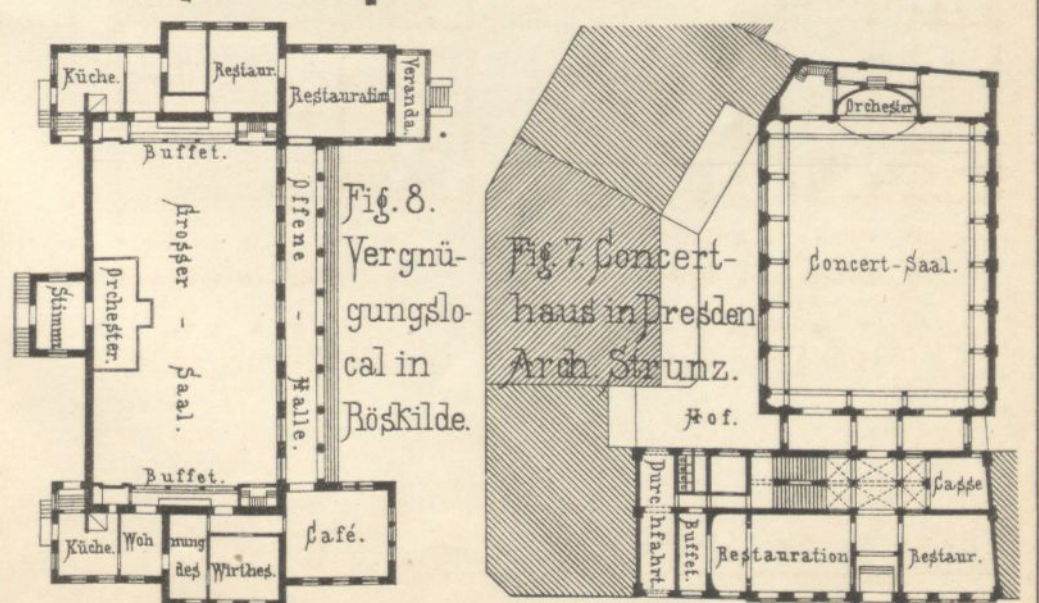 Küche.
Restaur.
Restauration
Veranda.
Buffet.
Offene - Halle.
Grosser - Saal.
Orchester.
Stimmz.
Buffet.
Küche.
Woh
nung
des
Wirthes.
Café.
Fig. 8.
Vergnü-
gungslo-
cal in
Röskilde.
Orchester
Concert-Saal.
Fig. 7. Concert-
haus in Dresden
Arch. Strunz.
Hof.
Durchfahrt.
Buffet.
Restauration
Casse
Restaur.